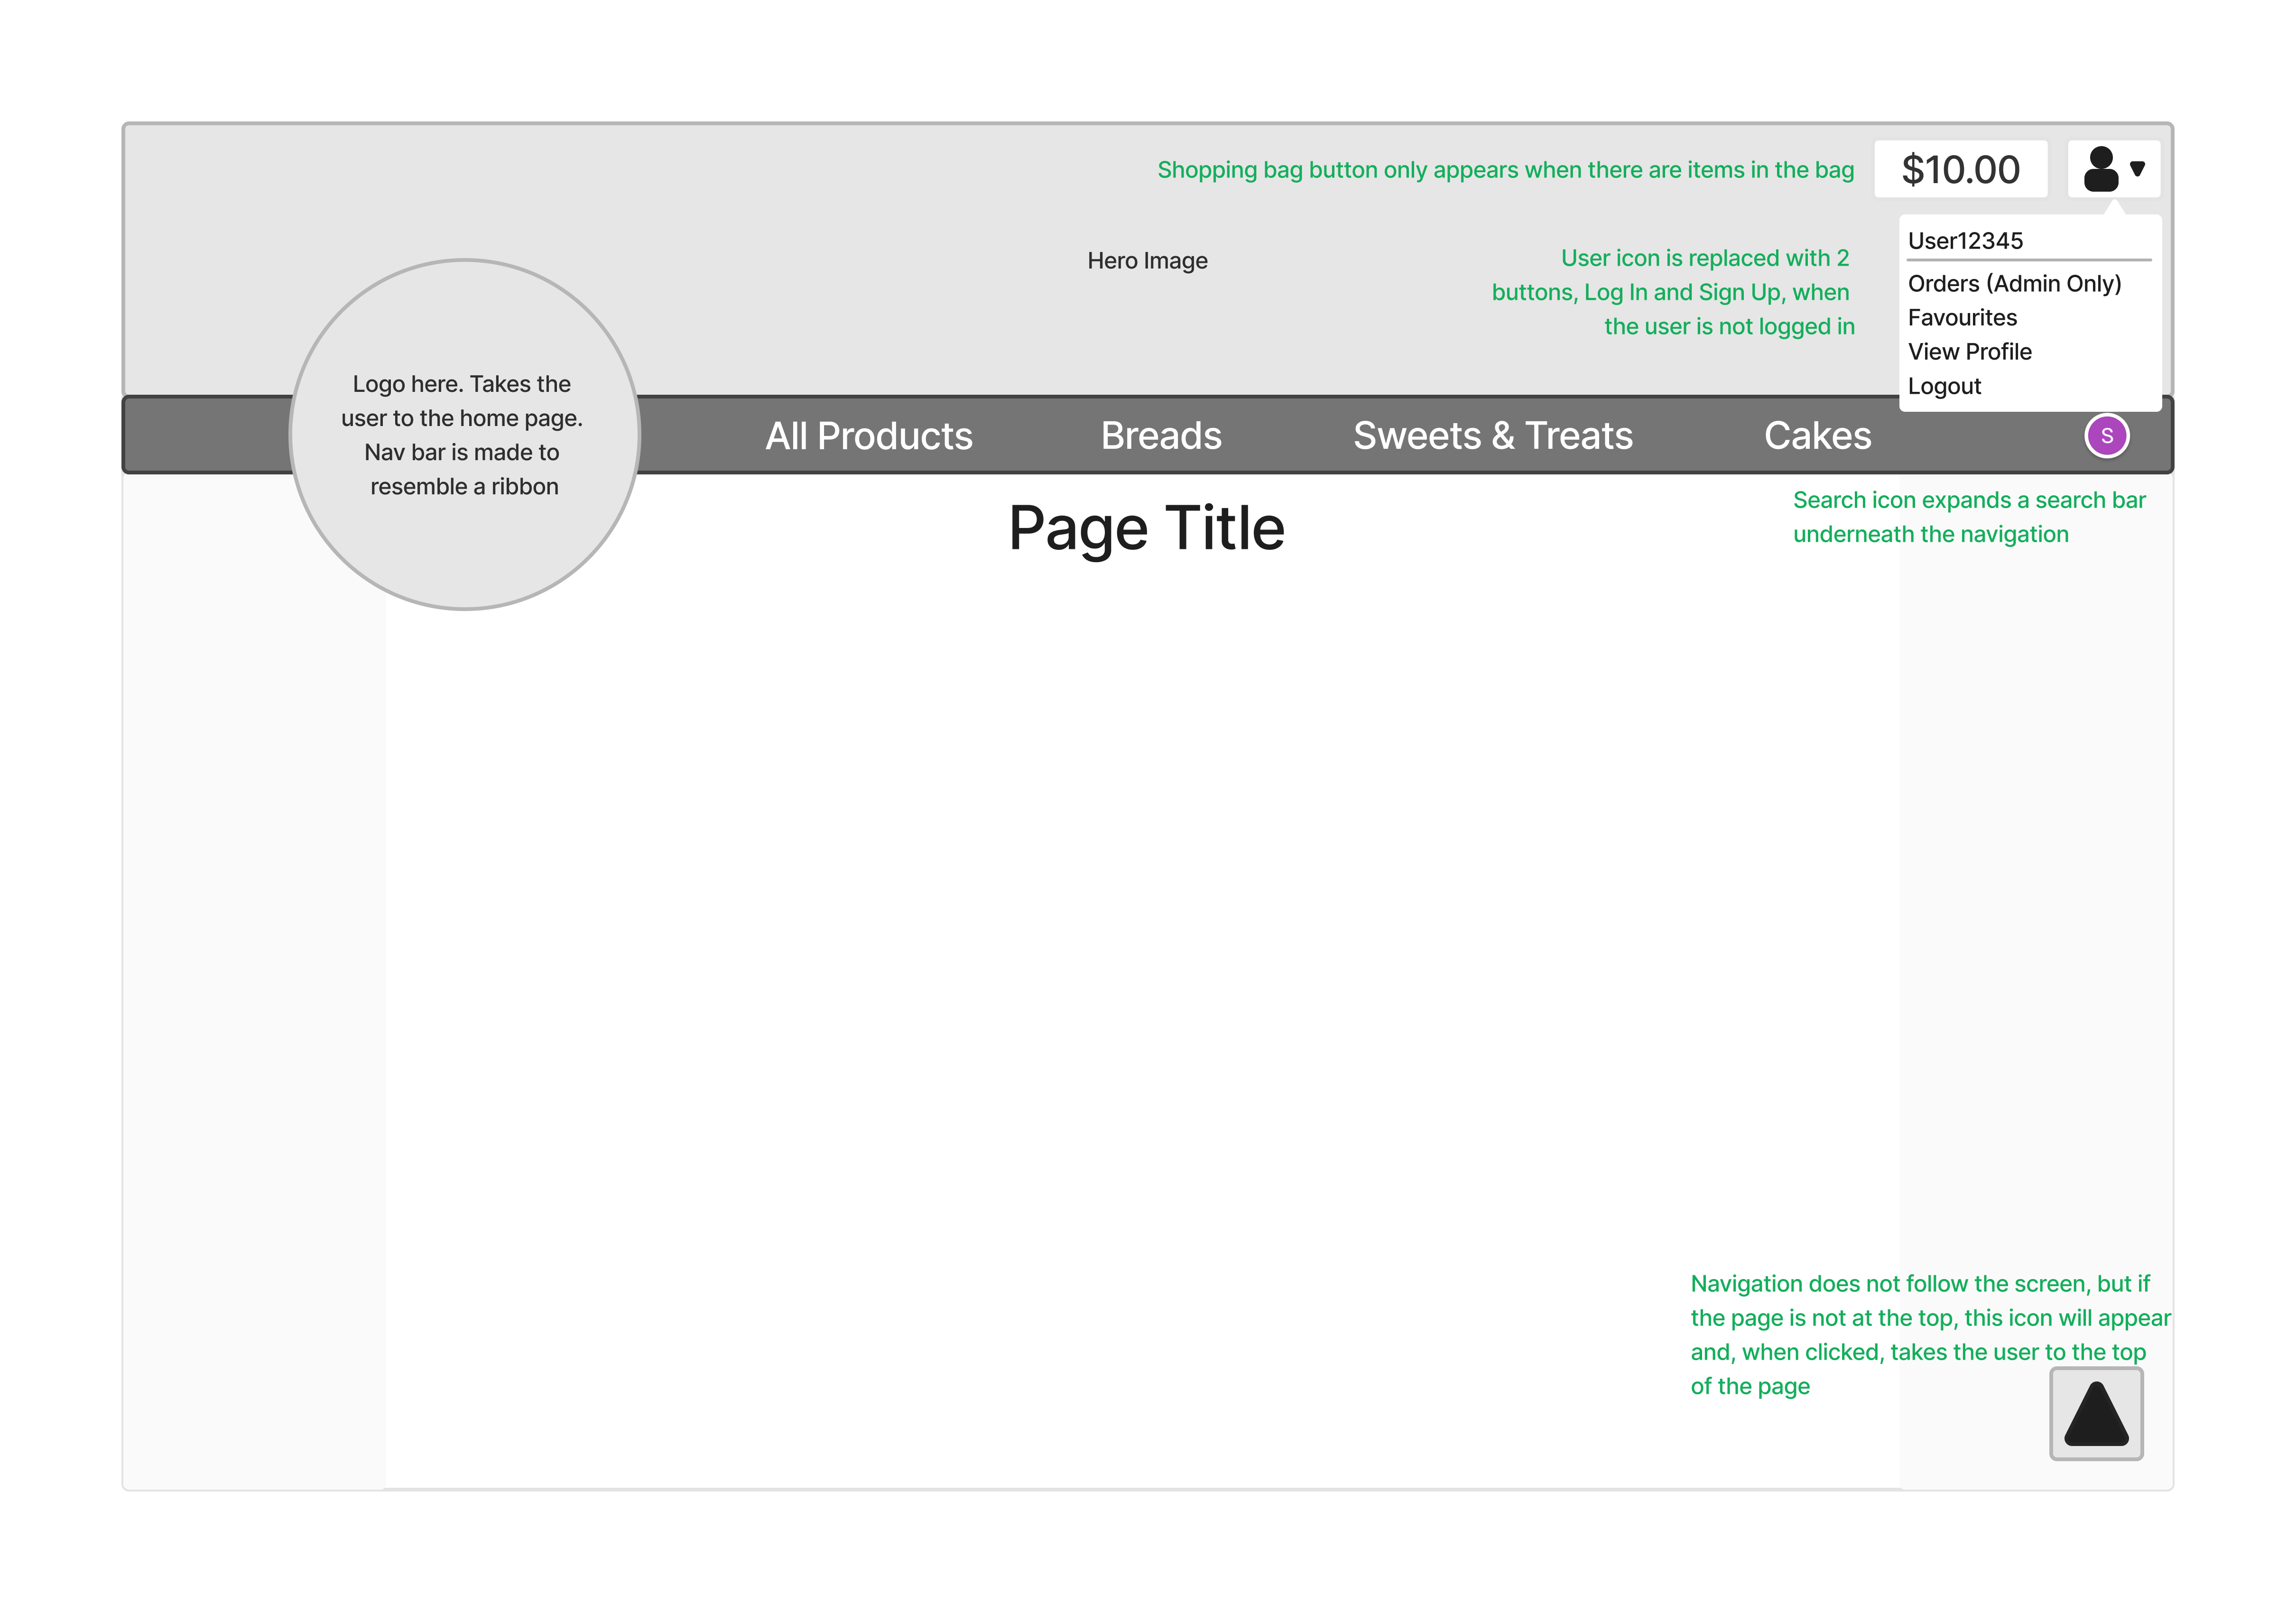 Shopping bag button only appears when there are items in the bag
$10.00
Hero Image
User icon is replaced with 2
buttons, Log In and Sign Up, when
the user is not logged in
User12345
Orders (Admin Only)
Favourites
View Profile
Logout
Logo here. Takes the
user to the home page.
Nav bar is made to
resemble a ribbon
All Products
Breads
Sweets & Treats
Cakes
S
Page Title
Search icon expands a search bar
underneath the navigation
Navigation does not follow the screen, but if
the page is not at the top, this icon will appear
and, when clicked, takes the user to the top
of the page